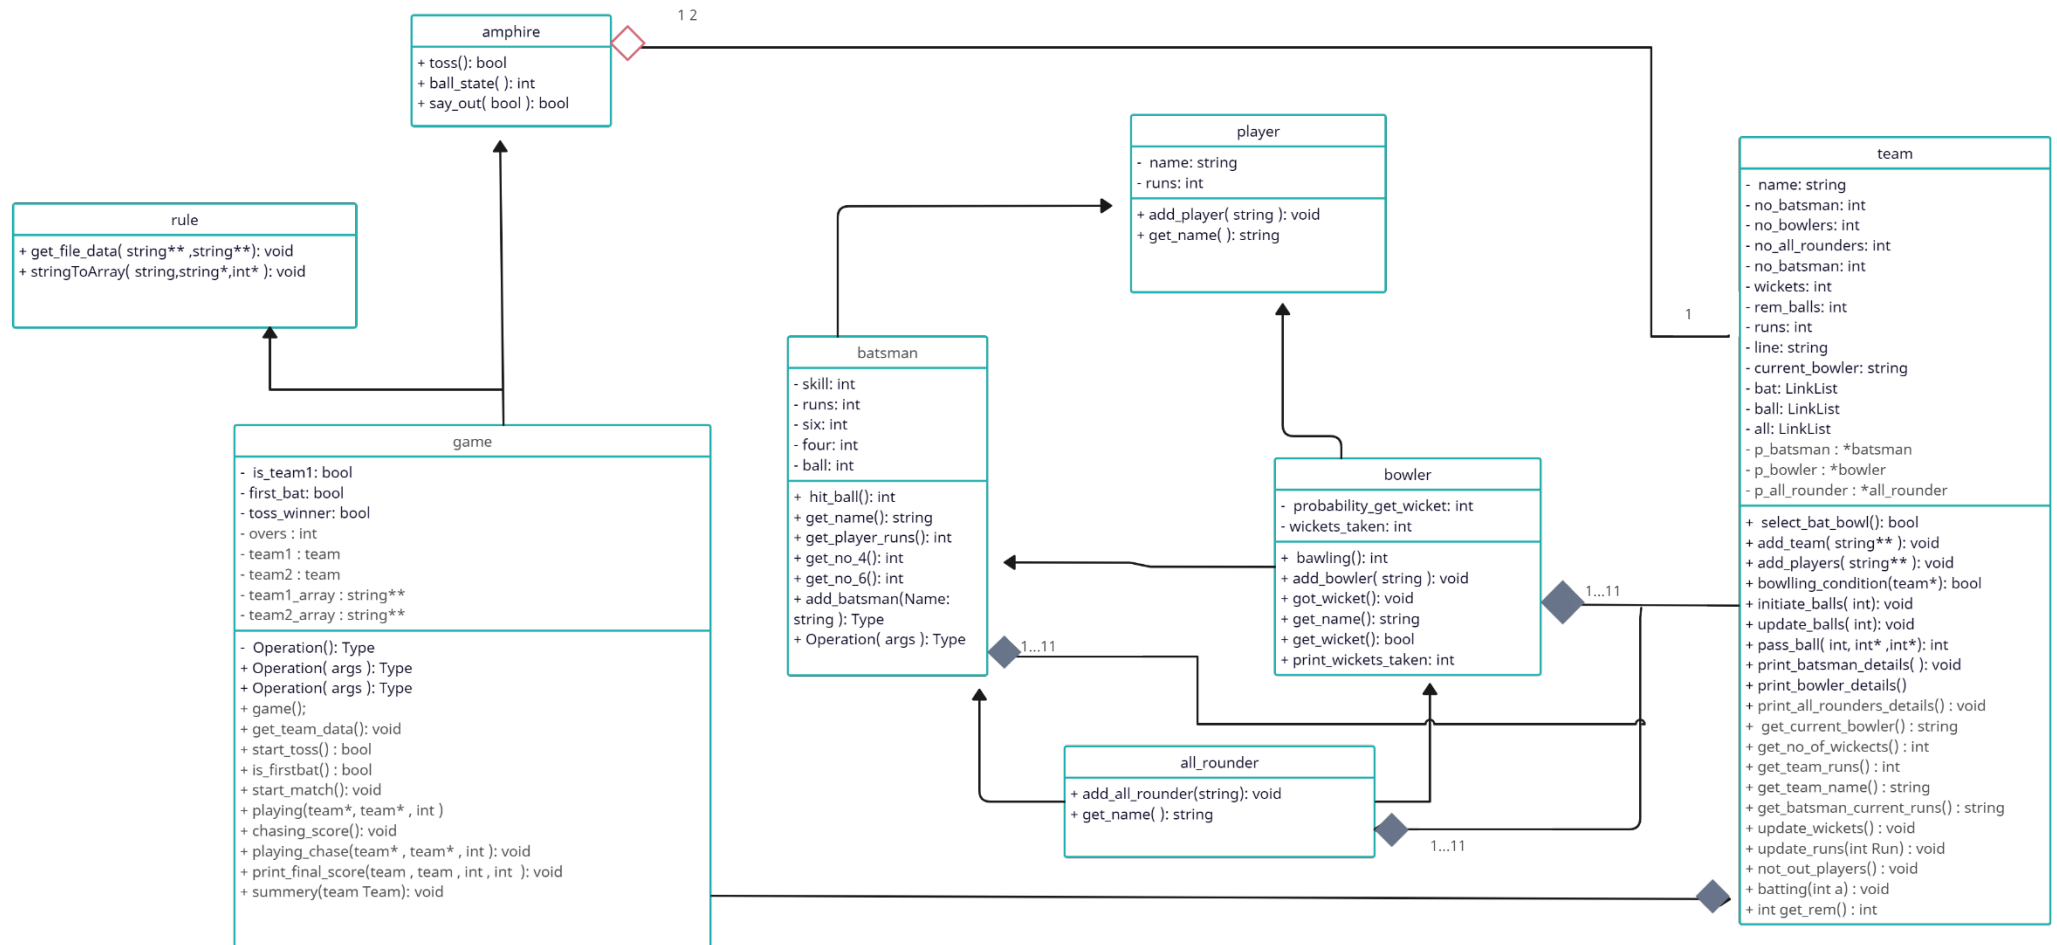 1 2
amphire
+ toss(): bool
+ ball_state( ): int
+ say_out( bool ): bool
player
-  name: string
- runs: int
+ add_player( string ): void
+ get_name( ): string
rule
+ get_file_data( string** ,string**): void
+ stringToArray( string,string*,int* ): void
1
team
-  name: string
- no_batsman: int
- no_bowlers: int
- no_all_rounders: int
- no_batsman: int
- wickets: int
- rem_balls: int
- runs: int
- line: string
- current_bowler: string
- bat: LinkList
- ball: LinkList
- all: LinkList
- p_batsman : *batsman
- p_bowler : *bowler
- p_all_rounder : *all_rounder
+  select_bat_bowl(): bool
+ add_team( string** ): void
+ add_players( string** ): void
+ bowlling_condition(team*): bool
+ initiate_balls( int): void
+ update_balls( int): void
+ pass_ball( int, int* ,int*): int
+ print_batsman_details( ): void
+ print_bowler_details()
+ print_all_rounders_details() : void
+  get_current_bowler() : string
+ get_no_of_wickects() : int
+ get_team_runs() : int
+ get_team_name() : string
+ get_batsman_current_runs() : string
+ update_wickets() : void
+ update_runs(int Run) : void
+ not_out_players() : void
+ batting(int a) : void
+ int get_rem() : int
batsman
- skill: int
- runs: int
- six: int
- four: int
- ball: int
+  hit_ball(): int
+ get_name(): string
+ get_player_runs(): int
+ get_no_4(): int
+ get_no_6(): int
+ add_batsman(Name:
string ): Type
+ Operation( args ): Type
1...11
bowler
-  probability_get_wicket: int
- wickets_taken: int
+  bawling(): int
+ add_bowler( string ): void
+ got_wicket(): void
+ get_name(): string
+ get_wicket(): bool
+ print_wickets_taken: int
1...11
game
-  is_team1: bool
- first_bat: bool
- toss_winner: bool
- overs : int
- team1 : team
- team2 : team
- team1_array : string**
- team2_array : string**
-  Operation(): Type
+ Operation( args ): Type
+ Operation( args ): Type
+ game();
+ get_team_data(): void
+ start_toss() : bool
+ is_firstbat() : bool
+ start_match(): void
+ playing(team*, team* , int )
+ chasing_score(): void
+ playing_chase(team* , team* , int ): void
+ print_final_score(team , team , int , int  ): void
+ summery(team Team): void
all_rounder
+ add_all_rounder(string): void
+ get_name( ): string
1...11